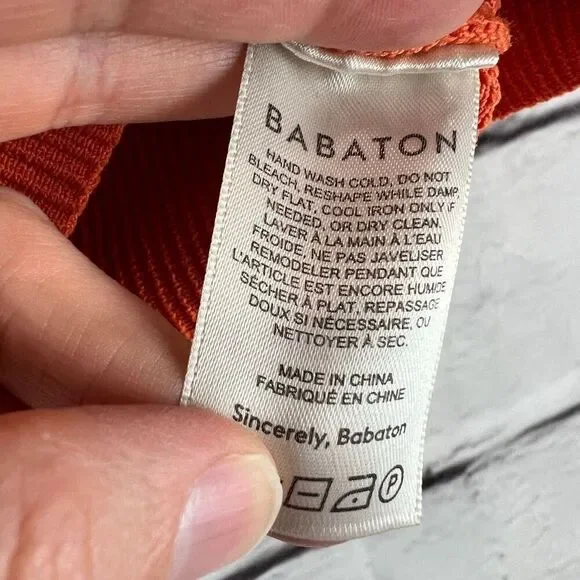 BABATON
HAND WASH COLD, DO NOT
BLEACH, RESHAPE WHILE DAMP,
DRY FLAT, COOL IRON ONLY IF
NEEDED, OR DRY CLEAN.
LAVER À LA MAIN À L'EAU
FROIDE, NE PAS JAVELISER
REMODELER PENDANT QUE
L'ARTICLE EST ENCORE HUMIDE
SÉCHER À PLAT, REPASSAGE
DOUX SI NÉCESSAIRE, OU
NETTOYER À SEC.
MADE IN CHINA
FABRIQUÉ EN CHINE
Sincerely, Babaton
P